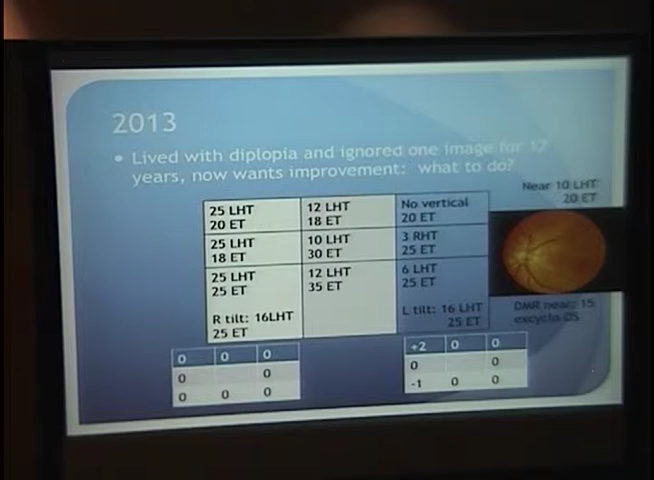 2013
• Lived with diplopia and ignored one image for 12
years, now wants improvement: what to do?
Near 10 LHT
20 ET
25 LHT
20 ET
12 LHT
18 ET
No vertical
20 ET
25 LHT
18 ET
10 LHT
30 ET
3 RHT
25 ET
25 LHT
25 ET
R tilt: 16LHT
25 ET
12 LHT
35 ET
6 LHT
25 ET
L tilt: 16 LHT
25 ET
DMR near: 15
excyclo OS
0 0 0
0 0
0 0 0
+2 0 0
0 0
-1 0 0